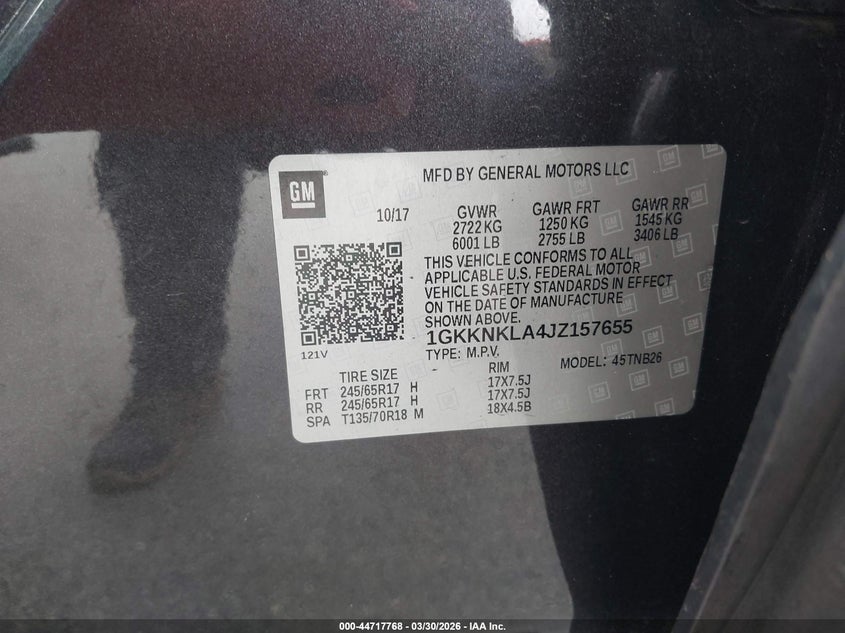 MFD BY GENERAL MOTORS LLC
GM
10/17 GVWR GAWR FRT GAWR RR
2722 KG 1250 KG 1545 KG
6001 LB 2755 LB 3406 LB
THIS VEHICLE CONFORMS TO ALL
APPLICABLE U.S. FEDERAL MOTOR
VEHICLE SAFETY STANDARDS IN EFFECT
ON THE DATE OF MANUFACTURE
SHOWN ABOVE.
1GKKNKLA4JZ157655
121V
TYPE: M.P.V. MODEL: 45TNB26
TIRE SIZE RIM
FRT 245/65R17 H 17X7.5J
RR 245/65R17 H 17X7.5J
SPA T135/70R18 M 18X4.5B
000-44717768 - 03/30/2026 - IAA Inc.